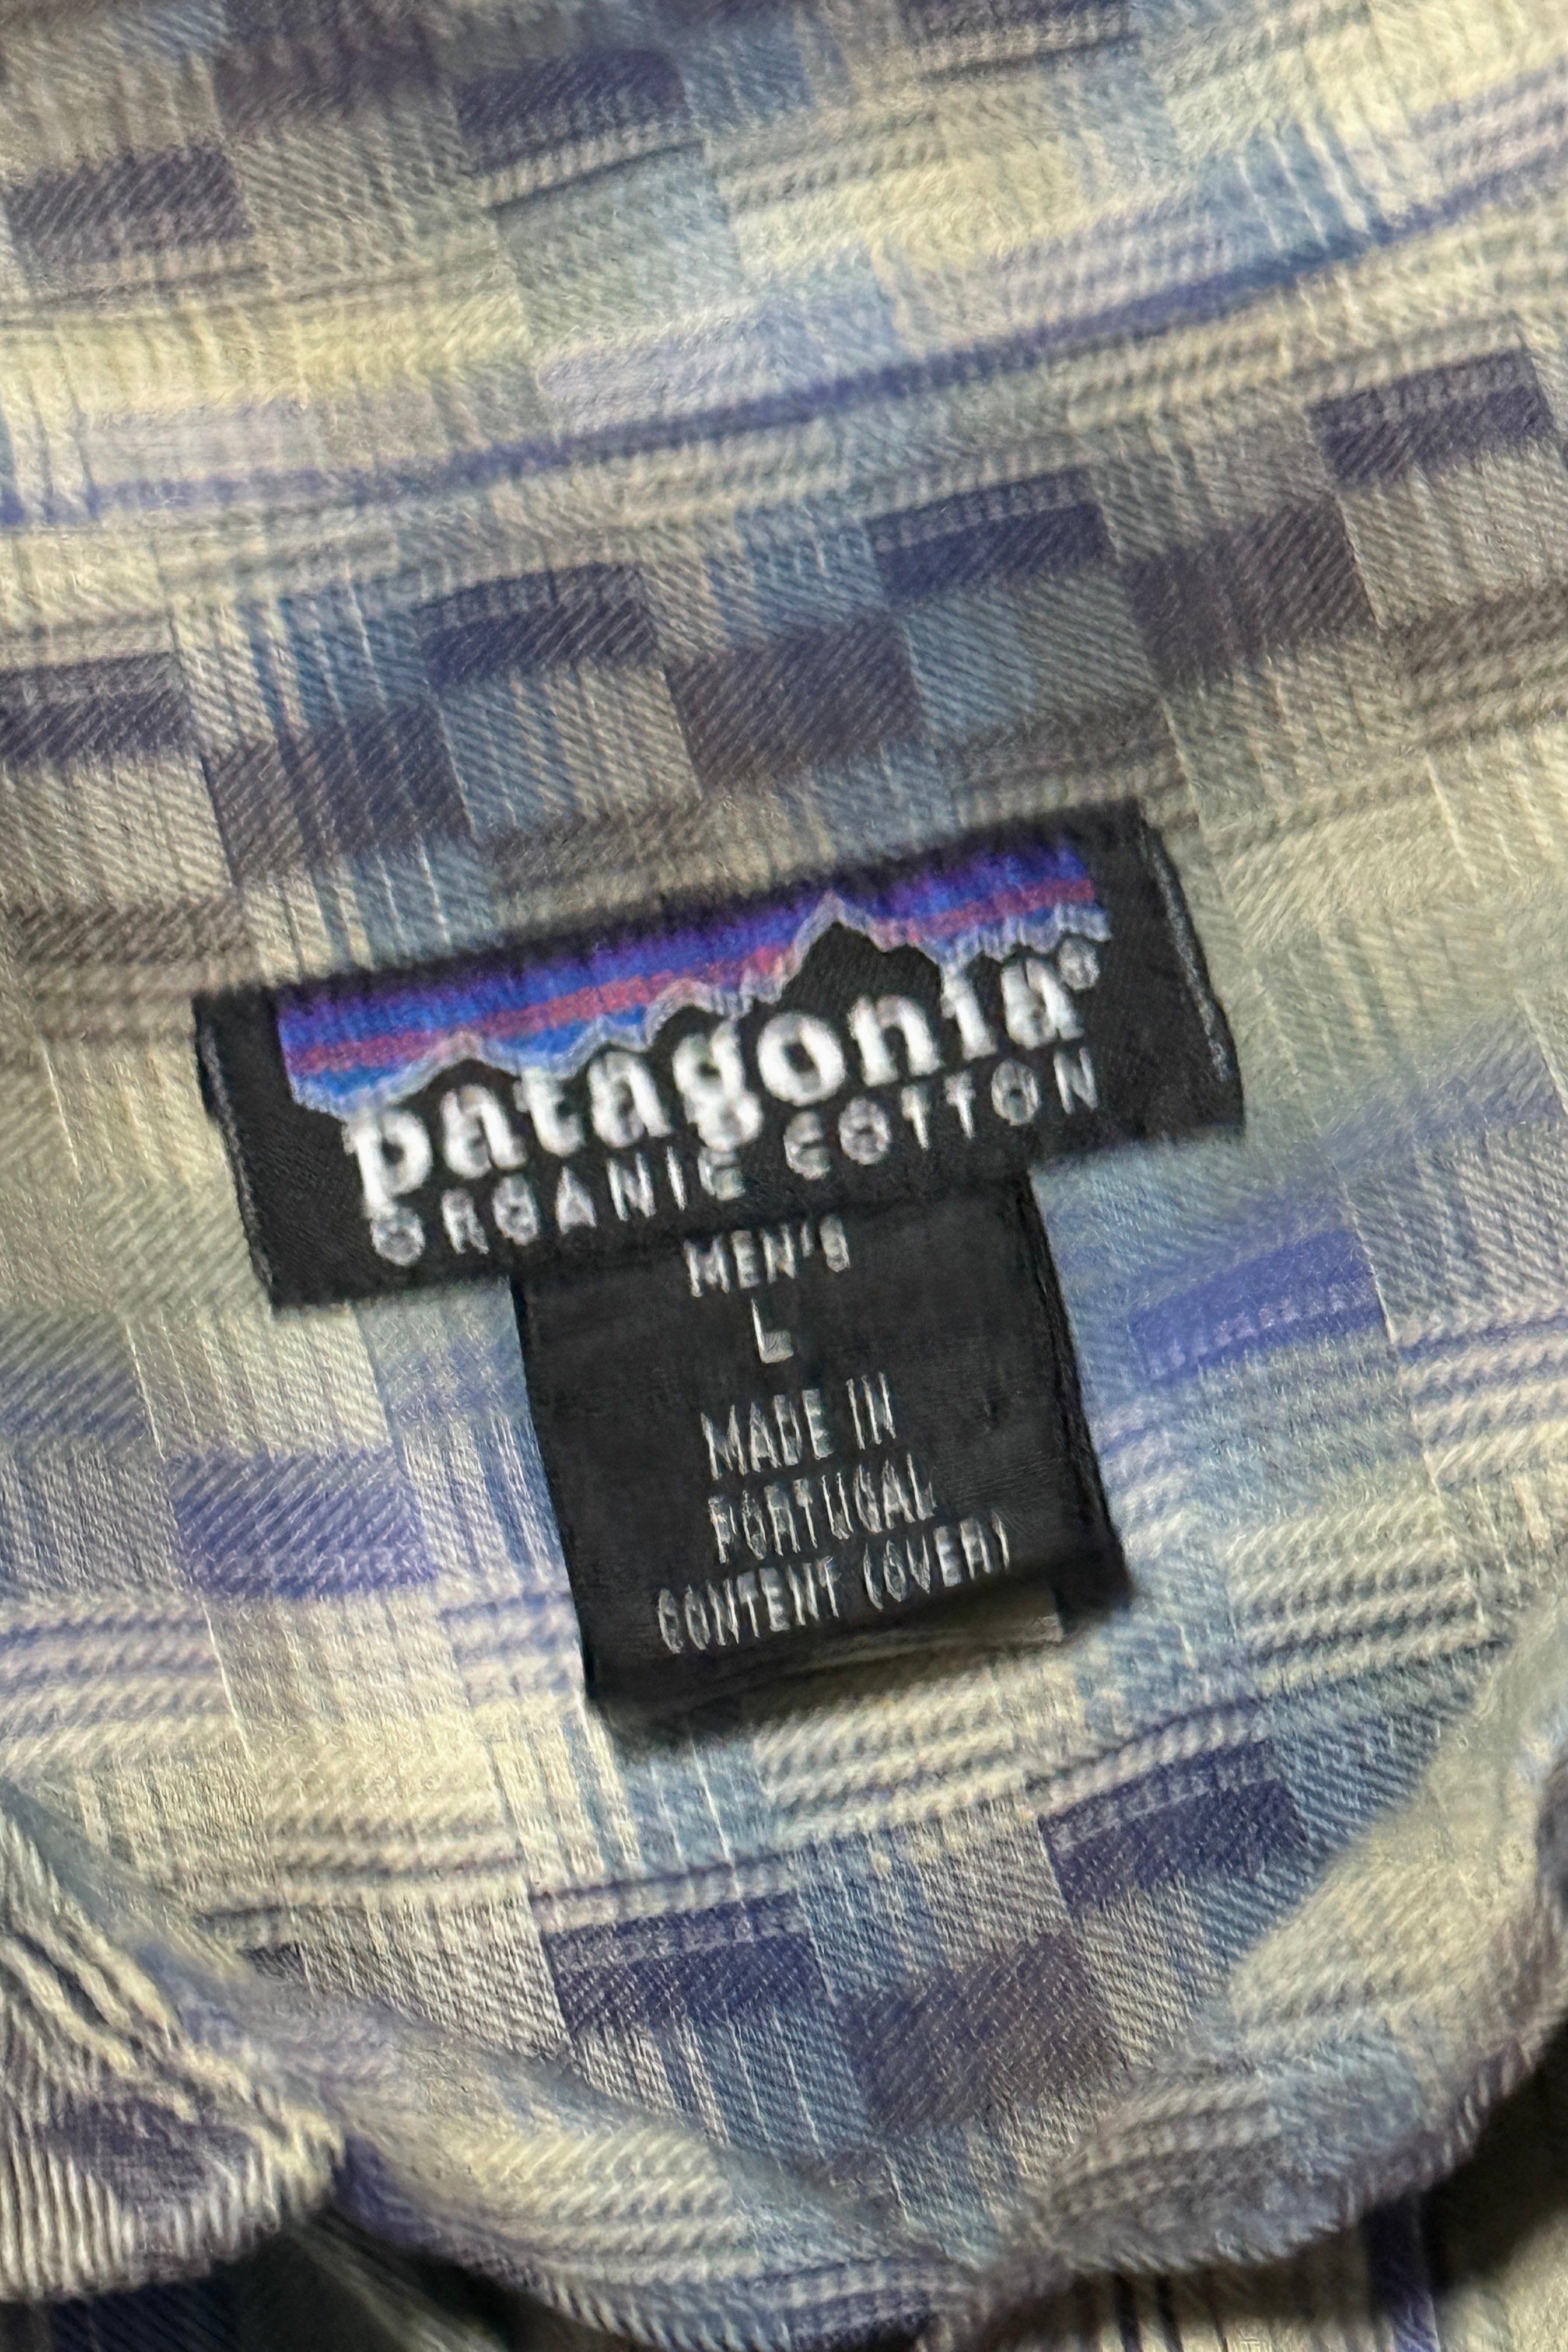 patagonia®
ORGANIC COTTON
MEN'S
L
MADE IN
PORTUGAL
CONTENT (OVER)